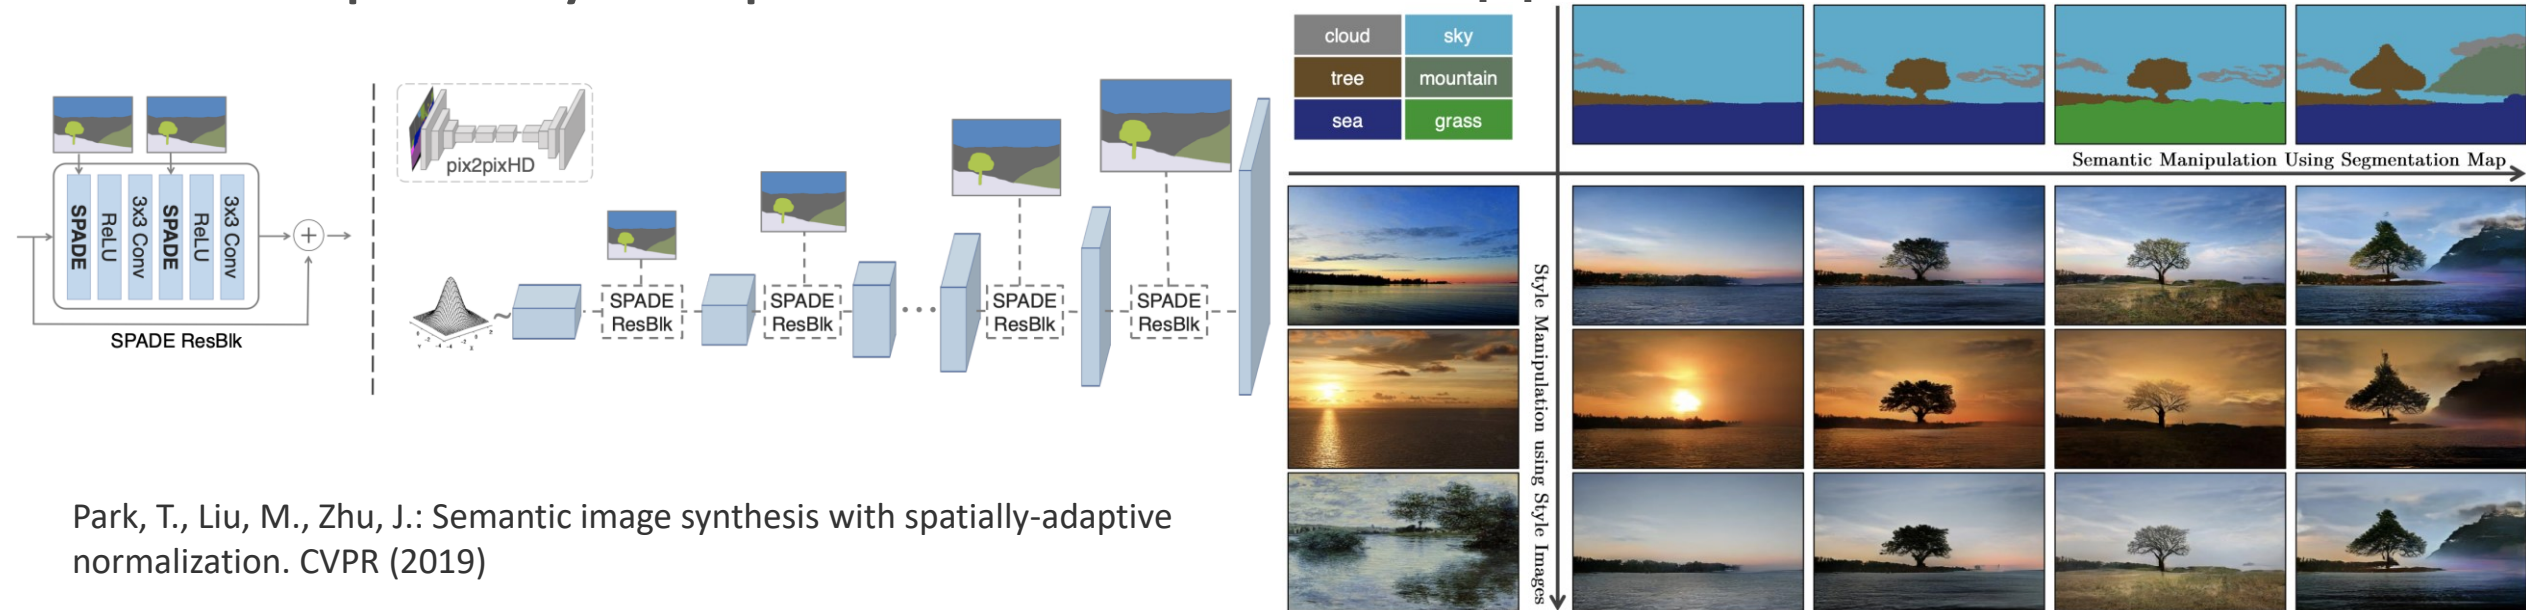 SPADE
ReLU
3x3 Conv
SPADE
ReLU
3x3 Conv
+
SPADE ResBlk
pix2pixHD
SPADE
ResBlk
SPADE
ResBlk
SPADE
ResBlk
SPADE
ResBlk
cloud sky
tree mountain
sea grass
Semantic Manipulation Using Segmentation Map
Style Manipulation using Style Images
Park, T., Liu, M., Zhu, J.: Semantic image synthesis with spatially-adaptive
normalization. CVPR (2019)